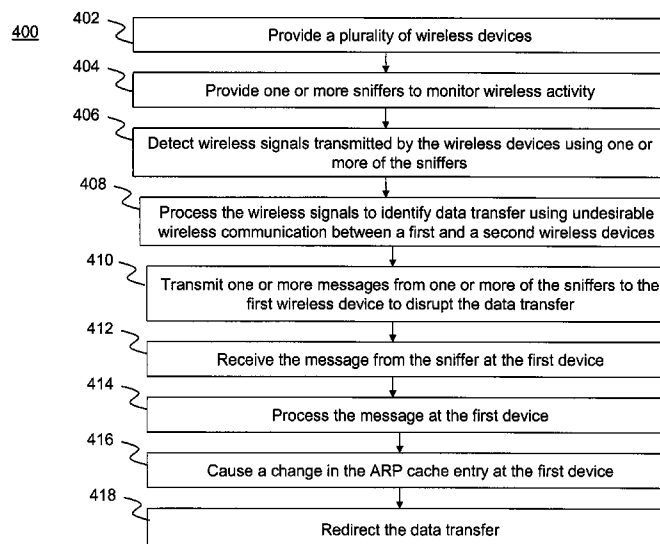 400
402
Provide a plurality of wireless devices
404
Provide one or more sniffers to monitor wireless activity
406
Detect wireless signals transmitted by the wireless devices using one or
more of the sniffers
408
Process the wireless signals to identify data transfer using undesirable
wireless communication between a first and a second wireless devices
410
Transmit one or more messages from one or more of the sniffers to the
first wireless device to disrupt the data transfer
412
Receive the message from the sniffer at the first device
414
Process the message at the first device
416
Cause a change in the ARP cache entry at the first device
418
Redirect the data transfer